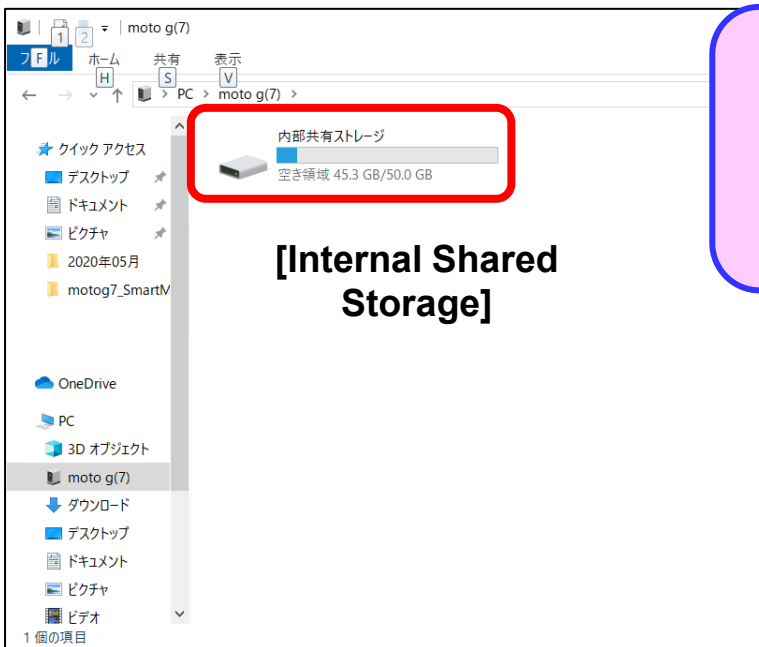 moto g(7)
1 2
ファイル ホーム 共有 表示
F H S V
PC > moto g(7) >
クイック アクセス
デスクトップ
ドキュメント
ピクチャ
2020年05月
motog7_SmartM
OneDrive
PC
3D オブジェクト
moto g(7)
ダウンロード
デスクトップ
ドキュメント
ピクチャ
ビデオ
1 個の項目
内部共有ストレージ
空き領域 45.3 GB/50.0 GB
[Internal Shared
Storage]